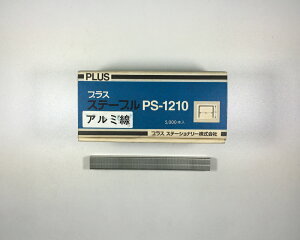 PLUS
プラス
ステープル PS-1210
アルミ線
5,000本入
プラス ステーショナリー株式会社